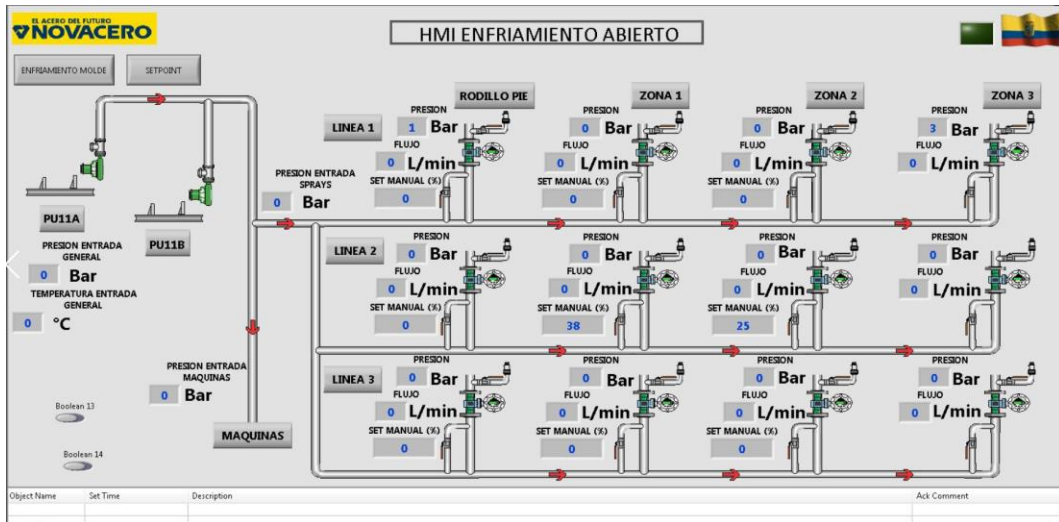 EL ACERO DEL FUTURO
NOVACERO
HMI ENFRIAMIENTO ABIERTO
ENFRIAMIENTO MOLDE
SETPOINT
RODILLO PIE
ZONA 1
ZONA 2
ZONA 3
LINEA 1
PRESION
1 Bar
FLUJO
0 L/min
SET MANUAL (%)
0
PRESION
0 Bar
FLUJO
0 L/min
SET MANUAL (%)
0
PRESION
0 Bar
FLUJO
0 L/min
SET MANUAL (%)
0
PRESION
3 Bar
FLUJO
0 L/min
PRESION ENTRADA
SPRAYS
0 Bar
PU11A
PU11B
PRESION ENTRADA
GENERAL
0 Bar
TEMPERATURA ENTRADA
GENERAL
0 °C
LINEA 2
PRESION
0 Bar
FLUJO
0 L/min
SET MANUAL (%)
0
PRESION
0 Bar
FLUJO
0 L/min
SET MANUAL (%)
38
PRESION
0 Bar
FLUJO
0 L/min
SET MANUAL (%)
25
PRESION
0 Bar
FLUJO
0 L/min
PRESION ENTRADA
MAQUINAS
0 Bar
LINEA 3
PRESION
0 Bar
FLUJO
0 L/min
SET MANUAL (%)
0
PRESION
0 Bar
FLUJO
0 L/min
SET MANUAL (%)
0
PRESION
0 Bar
FLUJO
0 L/min
SET MANUAL (%)
0
PRESION
0 Bar
FLUJO
0 L/min
Boolean 13
MAQUINAS
Boolean 14
Object Name Set Time Description Ack Comment